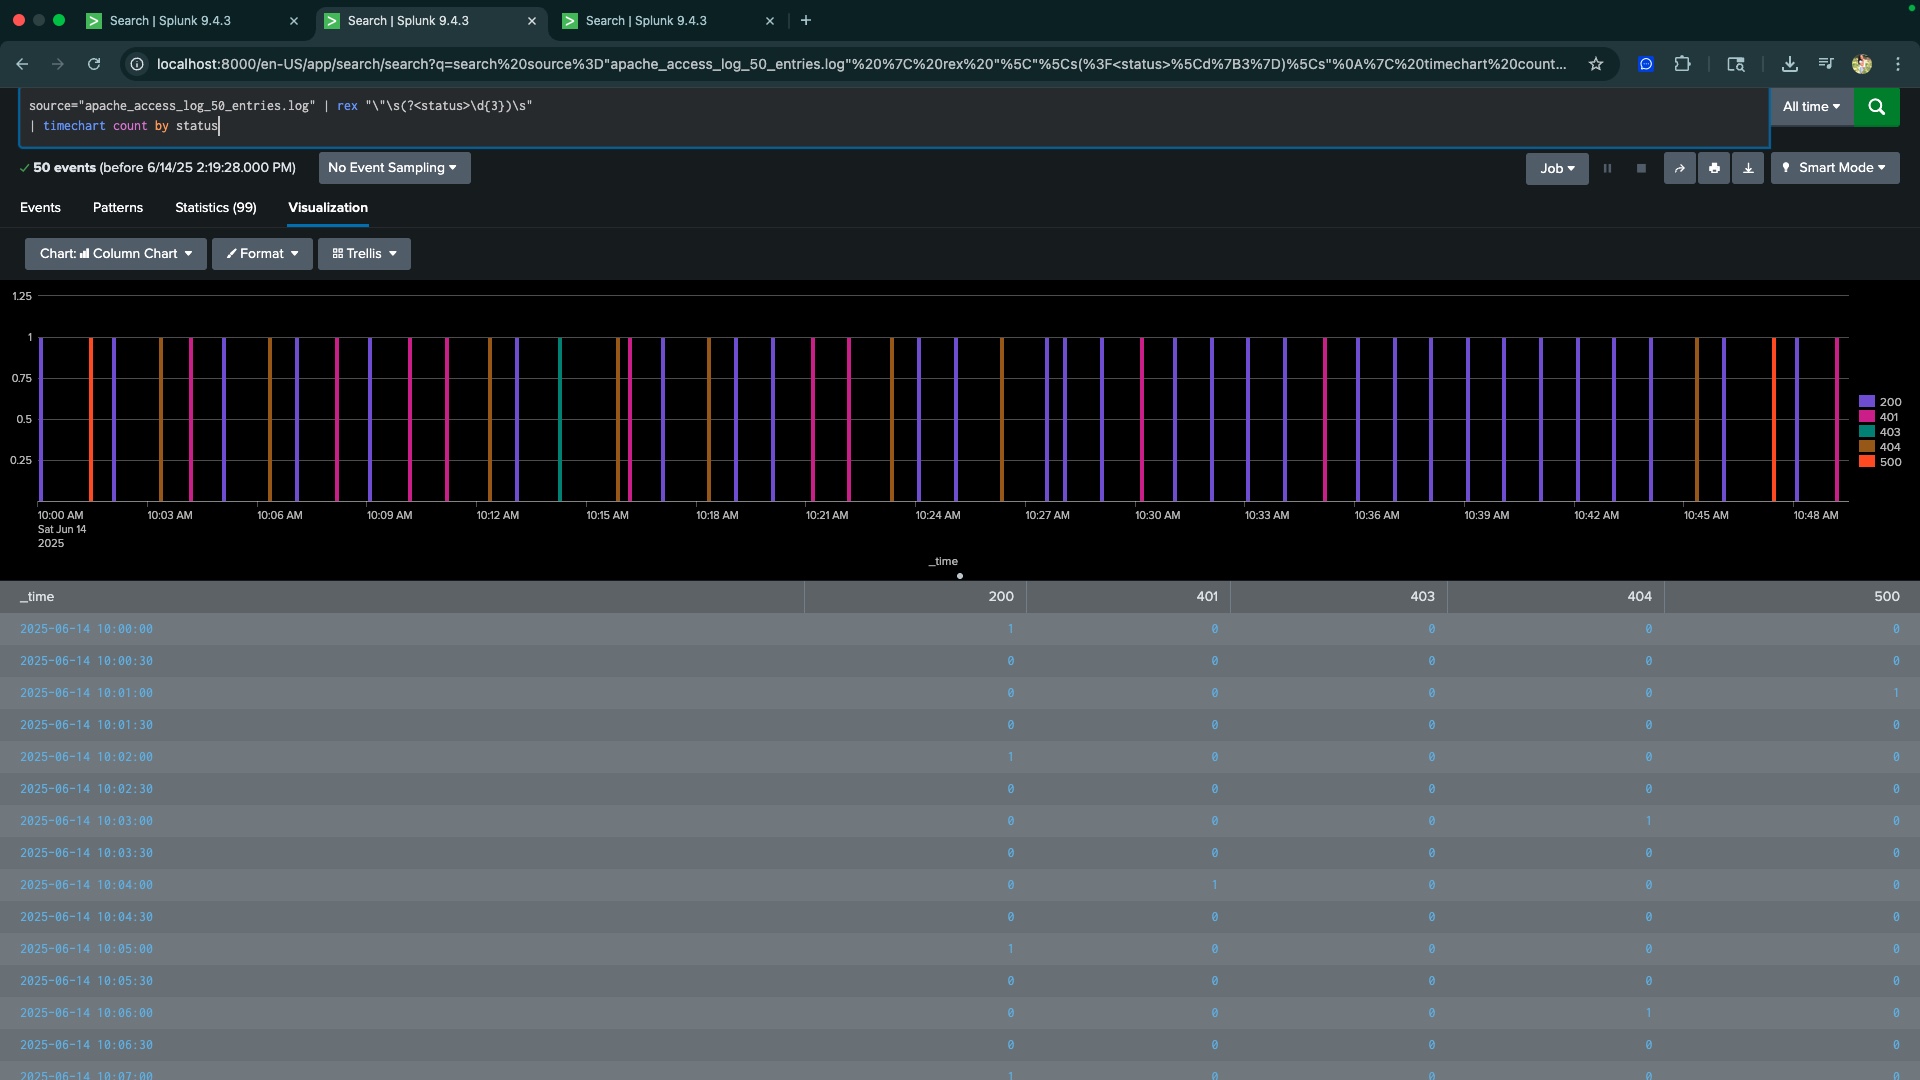 Search | Splunk 9.4.3
Search | Splunk 9.4.3
Search | Splunk 9.4.3
localhost:8000/en-US/app/search/search?q=search%20source%3D"apache_access_log_50_entries.log"%20%7C%20rex%20"%5C"%5Cs(%3F<status>%5Cd%7B3%7D)%5Cs"%0A%7C%20timechart%20count...
source="apache_access_log_50_entries.log" | rex "\"\s(?<status>\d{3})\s"
| timechart count by status
All time
50 events (before 6/14/25 2:19:28.000 PM)
No Event Sampling
Job
Smart Mode
Events Patterns Statistics (99) Visualization
Chart: Column Chart Format Trellis
1.25
1
0.75
0.5
0.25
200
401
403
404
500
10:00 AM 10:03 AM 10:06 AM 10:09 AM 10:12 AM 10:15 AM 10:18 AM 10:21 AM 10:24 AM 10:27 AM 10:30 AM 10:33 AM 10:36 AM 10:39 AM 10:42 AM 10:45 AM 10:48 AM
Sat Jun 14
2025
_time
_time 200 401 403 404 500
2025-06-14 10:00:00 1 0 0 0 0
2025-06-14 10:00:30 0 0 0 0 0
2025-06-14 10:01:00 0 0 0 0 1
2025-06-14 10:01:30 0 0 0 0 0
2025-06-14 10:02:00 1 0 0 0 0
2025-06-14 10:02:30 0 0 0 0 0
2025-06-14 10:03:00 0 0 0 1 0
2025-06-14 10:03:30 0 0 0 0 0
2025-06-14 10:04:00 0 1 0 0 0
2025-06-14 10:04:30 0 0 0 0 0
2025-06-14 10:05:00 1 0 0 0 0
2025-06-14 10:05:30 0 0 0 0 0
2025-06-14 10:06:00 0 0 0 1 0
2025-06-14 10:06:30 0 0 0 0 0
2025-06-14 10:07:00 1 0 0 0 0